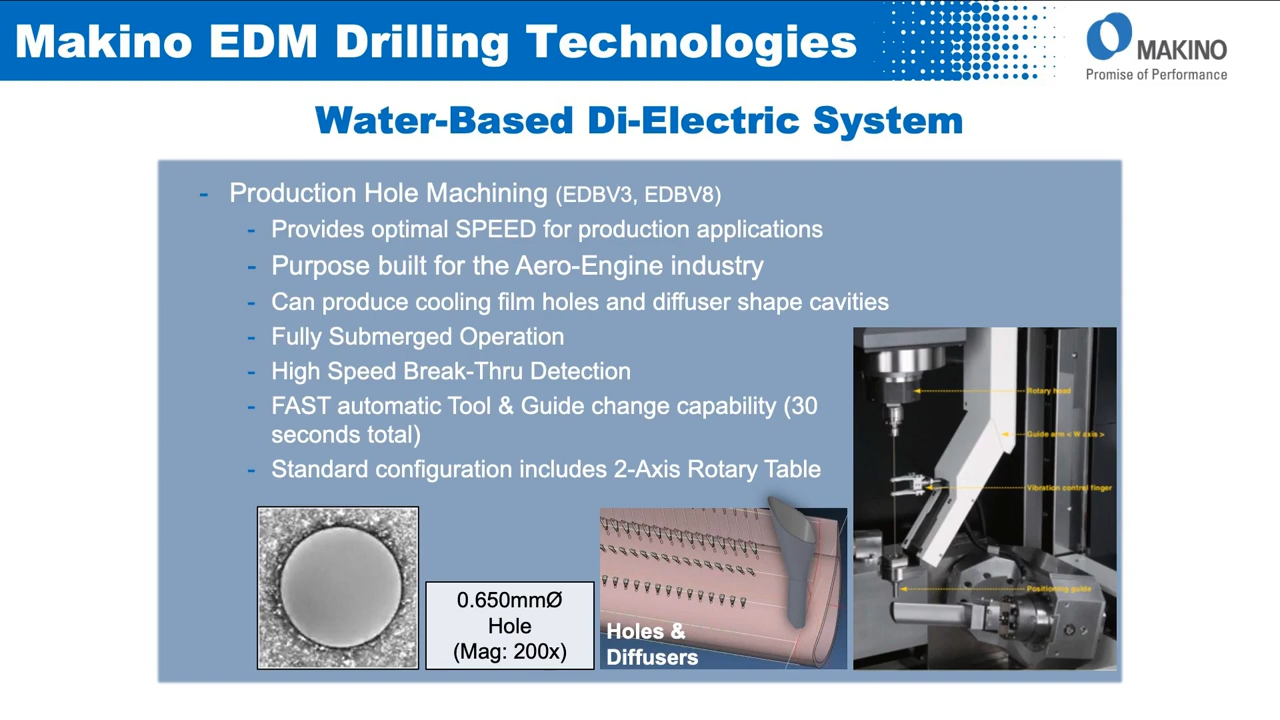 Makino EDM Drilling Technologies
MAKINO
Promise of Performance
Water-Based Di-Electric System
- Production Hole Machining (EDBV3, EDBV8)
- Provides optimal SPEED for production applications
- Purpose built for the Aero-Engine industry
- Can produce cooling film holes and diffuser shape cavities
- Fully Submerged Operation
- High Speed Break-Thru Detection
- FAST automatic Tool & Guide change capability (30
seconds total)
- Standard configuration includes 2-Axis Rotary Table
Rotary head
Guide arm < W axis >
Vibration control finger
Positioning guide
0.650mmØ
Hole
(Mag: 200x)
Holes &
Diffusers